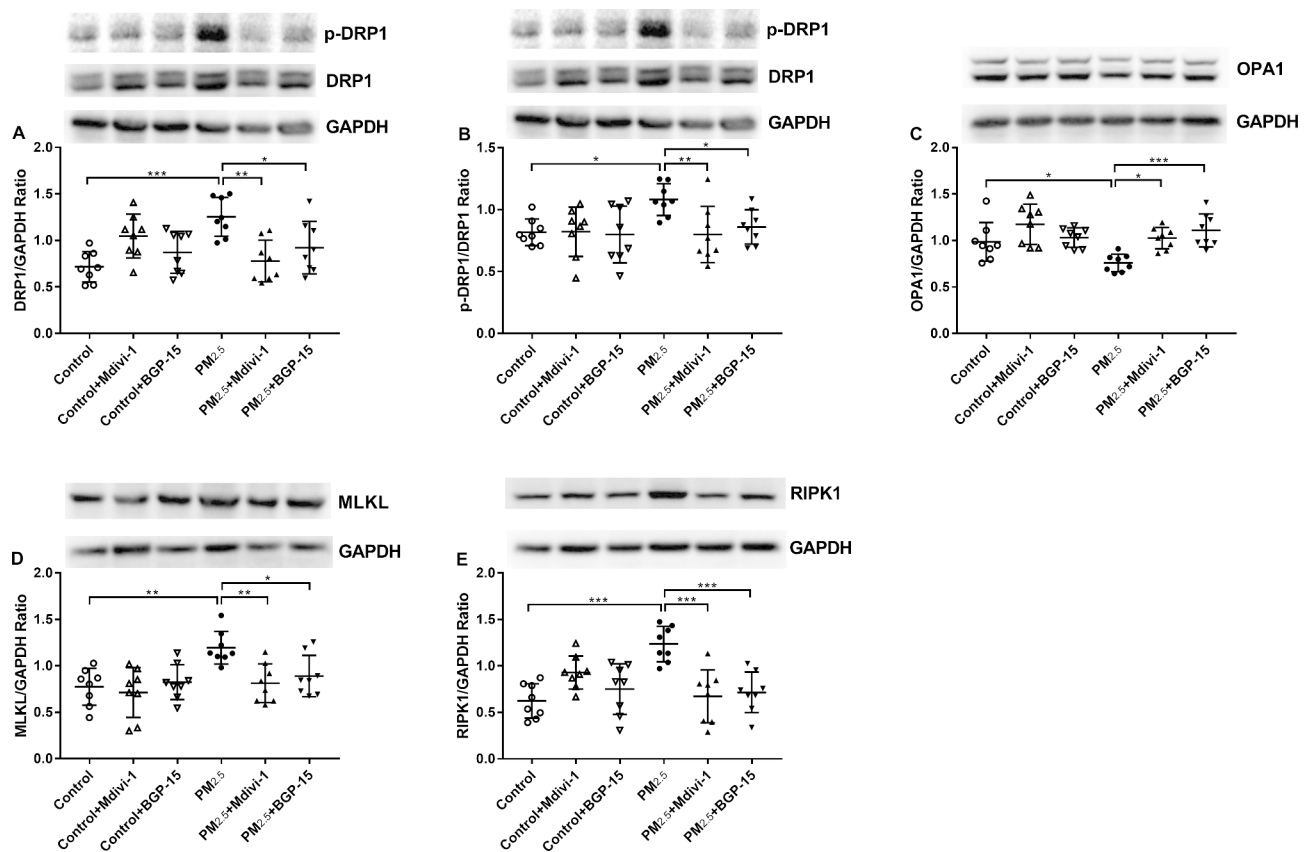 p-DRP1
DRP1
GAPDH
A
DRP1/GAPDH Ratio
2.0
1.5
1.0
0.5
0.0
***
**
*
Control
Control+Mdivi-1
Control+BGP-15
PM2.5
PM2.5+Mdivi-1
PM2.5+BGP-15
p-DRP1
DRP1
GAPDH
B
p-DRP1/DRP1 Ratio
1.5
1.0
0.5
0.0
*
**
*
Control
Control+Mdivi-1
Control+BGP-15
PM2.5
PM2.5+Mdivi-1
PM2.5+BGP-15
OPA1
GAPDH
C
OPA1/GAPDH Ratio
2.0
1.5
1.0
0.5
0.0
*
*
***
Control
Control+Mdivi-1
Control+BGP-15
PM2.5
PM2.5+Mdivi-1
PM2.5+BGP-15
MLKL
GAPDH
D
MLKL/GAPDH Ratio
2.0
1.5
1.0
0.5
0.0
**
**
*
Control
Control+Mdivi-1
Control+BGP-15
PM2.5
PM2.5+Mdivi-1
PM2.5+BGP-15
RIPK1
GAPDH
E
RIPK1/GAPDH Ratio
2.0
1.5
1.0
0.5
0.0
***
***
***
Control
Control+Mdivi-1
Control+BGP-15
PM2.5
PM2.5+Mdivi-1
PM2.5+BGP-15